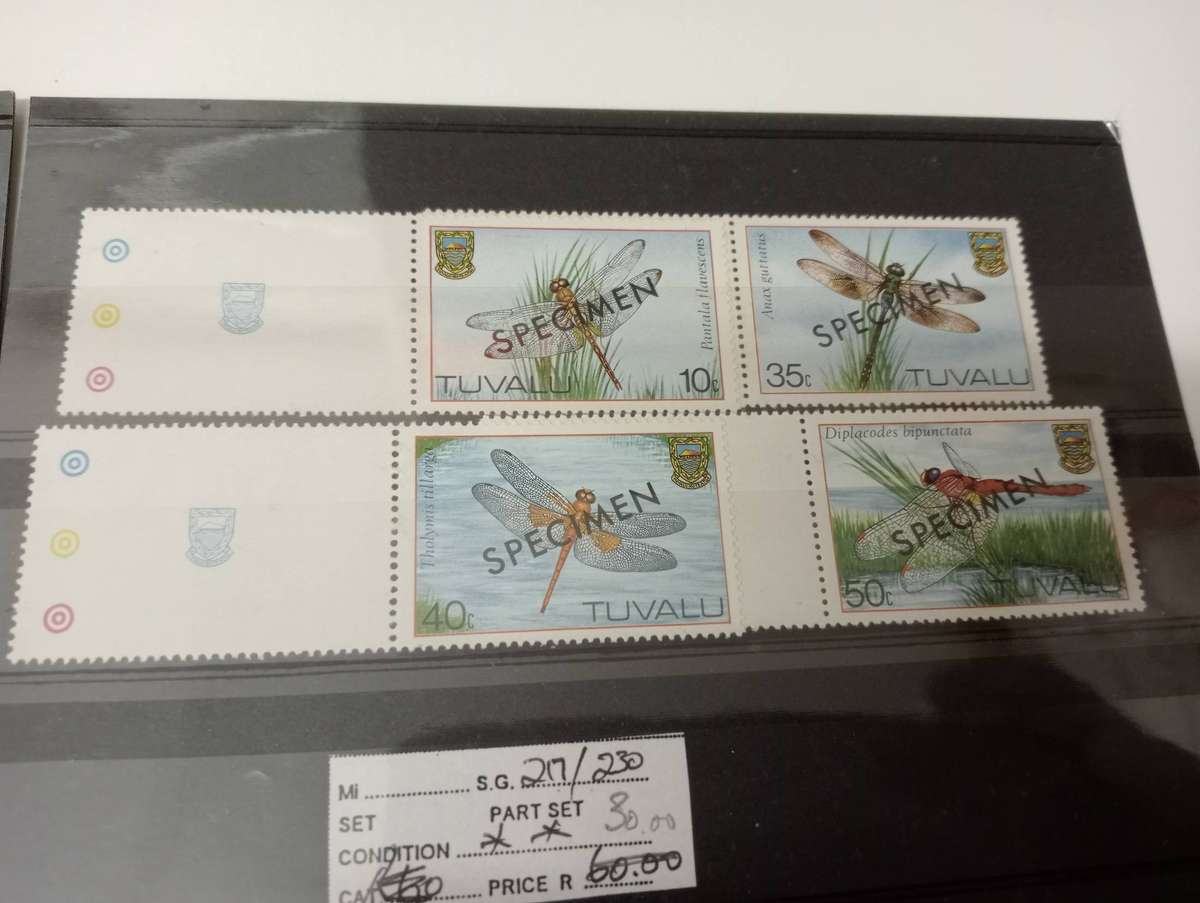 Pantala flavescens
SPECIMEN
TUVALU 10c
Anax guttatus
SPECIMEN
35c TUVALU
Tholymis tillarga
SPECIMEN
40c TUVALU
Diplacodes bipunctata
SPECIMEN
50c TUVALU
Mi .................... S.G. 217/230
SET PART SET 30.00
CONDITION * *
PRICE R 60.00